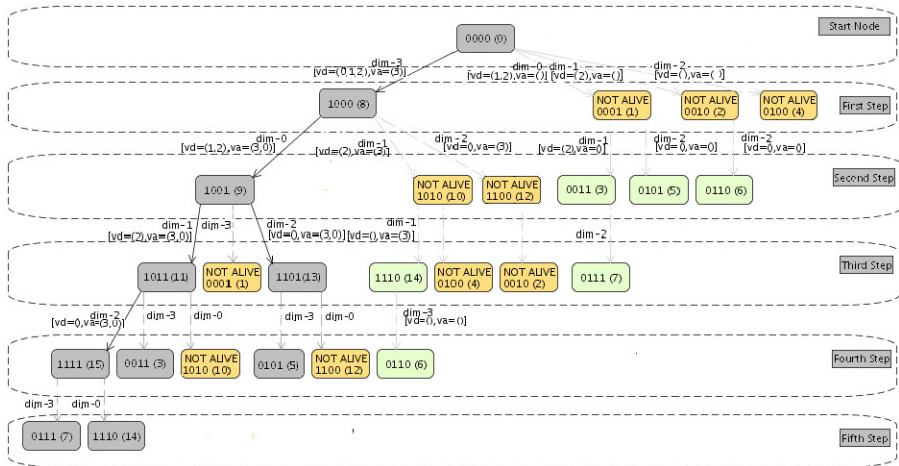 0000 (0)
Start Node
dim-3
[vd=(0,1,2),va=(3)]
dim-0
[vd=(1,2),va=()]
dim-1
[vd=(2),va=()]
dim-2
[vd=(),va=()]
1000 (8)
NOT ALIVE
0001 (1)
NOT ALIVE
0010 (2)
NOT ALIVE
0100 (4)
First Step
dim-0
[vd=(1,2),va=(3,0)]
dim-1
[vd=(2),va=(3)]
dim-2
[vd=(),va=(3)]
dim-1
[vd=(2),va=()]
dim-2
[vd=(),va=()]
dim-2
[vd=(),va=()]
1001 (9)
NOT ALIVE
1010 (10)
NOT ALIVE
1100 (12)
0011 (3)
0101 (5)
0110 (6)
Second Step
dim-1
[vd=(2),va=(3,0)]
dim-3
dim-2
[vd=(),va=(3,0)]
dim-1
[vd=(),va=(3)]
dim-2
1011 (11)
NOT ALIVE
0001 (1)
1101(13)
1110 (14)
NOT ALIVE
0100 (4)
NOT ALIVE
0010 (2)
0111 (7)
Third Step
dim-2
[vd=(),va=(3,0)]
dim-3
dim-0
dim-3
dim-0
dim-3
[vd=(),va=()]
1111 (15)
0011 (3)
NOT ALIVE
1010 (10)
0101 (5)
NOT ALIVE
1100 (12)
0110 (6)
Fourth Step
dim-3
dim-0
0111 (7)
1110 (14)
Fifth Step